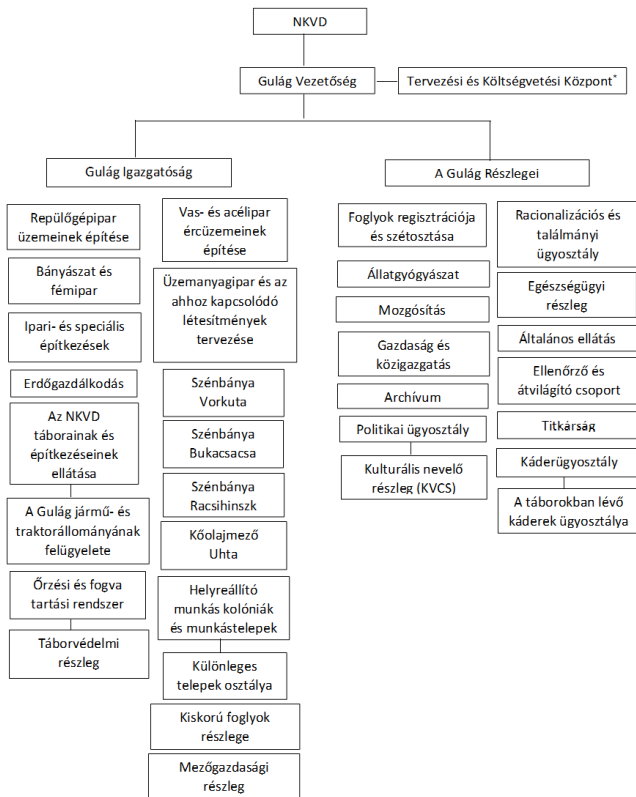 NKVD
Gulág Vezetőség
Tervezési és Költségvetési Központ*
Gulág Igazgatóság
A Gulág Részlegei
Repülőgépipar
üzemeinek építése
Bányászat és
fémipar
Ipari- és speciális
építkezések
Erdőgazdálkodás
Az NKVD
táborainak és
építkezéseinek
ellátása
A Gulág jármű- és
traktorállományának
felügyelete
Őrzési és fogva
tartási rendszer
Táborvédelmi
részleg
Vas- és acélipar
ércüzemeinek
építése
Üzemanyagipar és az
ahhoz kapcsolódó
létesítmények
tervezése
Szénbánya
Vorkuta
Szénbánya
Bukacsacsa
Szénbánya
Racsihinszk
Kőolajmező
Uhta
Helyreállító
munkás kolóniák
és munkástelepek
Különleges
telepek osztálya
Kiskorú foglyok
részlege
Mezőgazdasági
részleg
Foglyok regisztrációja
és szétosztása
Állatgyógyászat
Mozgósítás
Gazdaság és
közigazgatás
Archívum
Politikai ügyosztály
Kulturális nevelő
részleg (KVCS)
Racionalizációs és
találmányi
ügyosztály
Egészségügyi
részleg
Általános ellátás
Ellenőrző és
átvilágító csoport
Titkárság
Káderügyosztály
A táborokban lévő
káderek ügyosztálya